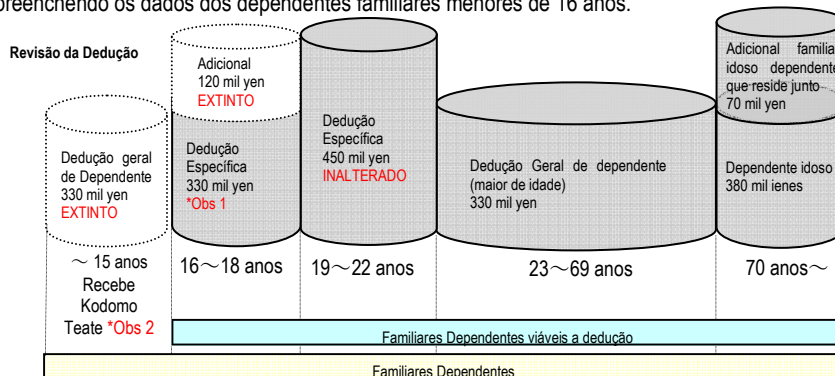 preenchendo os dados dos dependentes familiares menores de 16 anos.
Revisão da Dedução
Adicional
120 mil yen
EXTINTO
Adicional familia
idoso dependente
que reside junto
70 mil yen
Dedução geral
de Dependente
330 mil yen
EXTINTO
Dedução
Específica
330 mil yen
*Obs 1
Dedução
Específica
450 mil yen
INALTERADO
Dedução Geral de dependente
(maior de idade)
330 mil yen
Dependente idoso
380 mil ienes
～ 15 anos
Recebe
Kodomo
Teate *Obs 2
16～18 anos
19～22 anos
23～69 anos
70 anos～
Familiares Dependentes viáveis a dedução
Familiares Dependentes